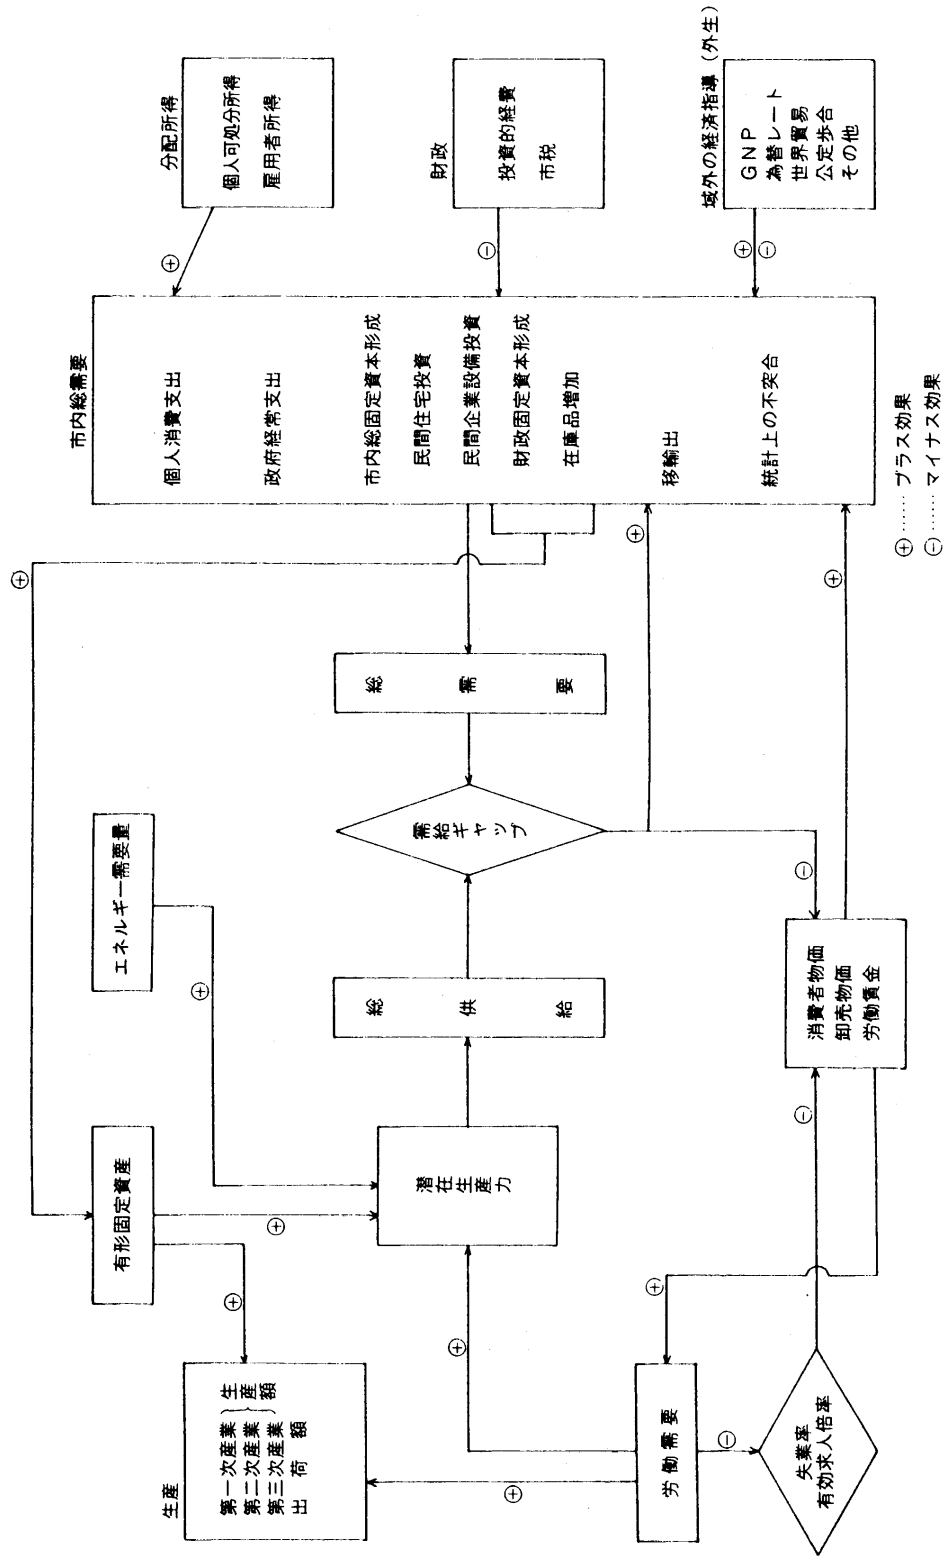 分配所得
個人可処分所得
雇用者所得
財政
投資的経費
市税
域外の経済指導（外生）
GNP
為替レート
世界貿易
公定歩合
その他
⊕
⊖
⊕
⊖
市内総需要
個人消費支出
政府経常支出
市内総固定資本形成
民間住宅投資
民間企業設備投資
財政固定資本形成
在庫品増加
移輸出
統計上の不突合
⊕……プラス効果
⊖……マイナス効果
⊕
⊕
⊕
総需要
需給ギャップ
⊖
エネルギー需要量
⊕
総供給
消費者物価
卸売物価
労働賃金
⊖
有形固定資産
⊕
⊕
潜在生産力
⊕
⊕
生産
第一次産業
第二次産業
第三次産業
生産額
出荷額
⊕
労働需要
⊖
失業率
有効求人倍率